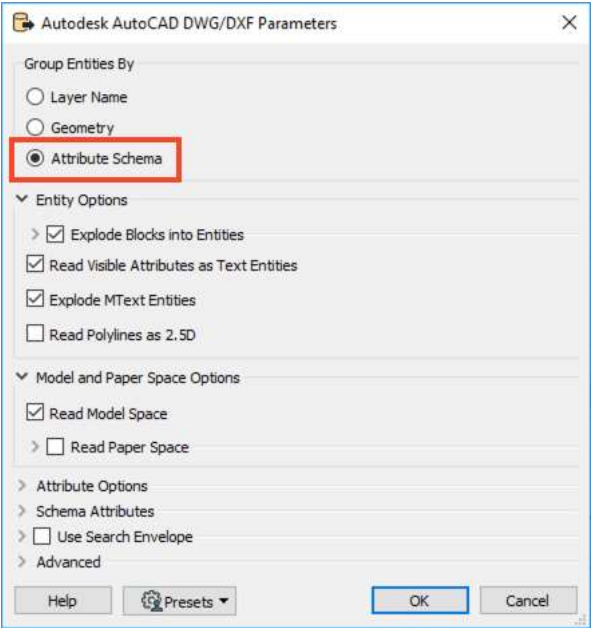 Autodesk AutoCAD DWG/DXF Parameters
Group Entities By
Layer Name
Geometry
Attribute Schema
Entity Options
Explode Blocks into Entities
Read Visible Attributes as Text Entities
Explode MText Entities
Read Polylines as 2.5D
Model and Paper Space Options
Read Model Space
Read Paper Space
Attribute Options
Schema Attributes
Use Search Envelope
Advanced
Help Presets OK Cancel